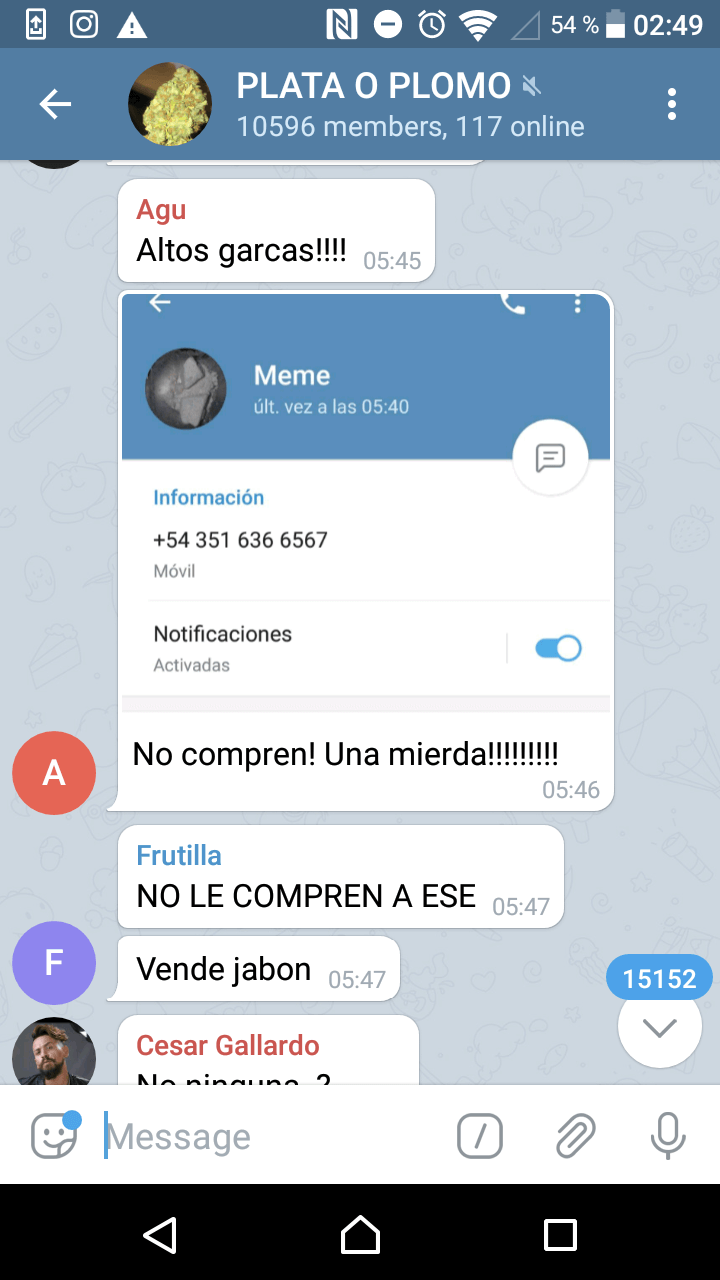 54 % 02:49
PLATA O PLOMO
10596 members, 117 online
Agu
Altos garcas!!!! 05:45
Meme
últ. vez a las 05:40
Información
+54 351 636 6567
Móvil
Notificaciones
Activadas
No compren! Una mierda!!!!!!!!!
05:46
A
Frutilla
NO LE COMPREN A ESE 05:47
F
Vende jabon 05:47
15152
Cesar Gallardo
No ninguna ?
Message